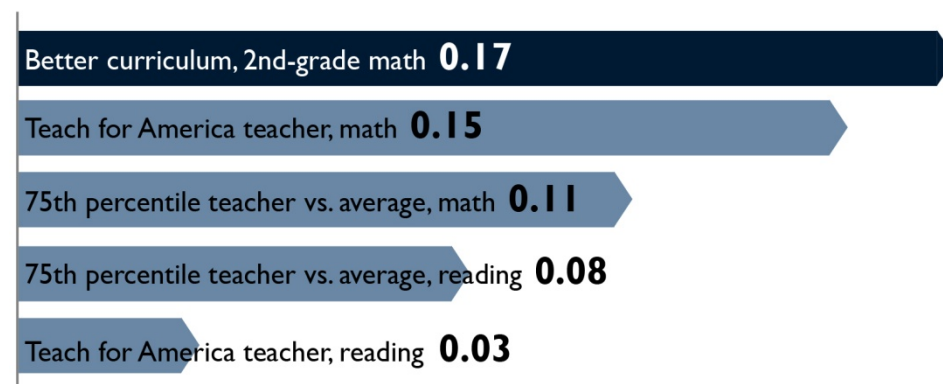 Better curriculum, 2nd-grade math 0.17
Teach for America teacher, math 0.15
75th percentile teacher vs. average, math 0.11
75th percentile teacher vs. average, reading 0.08
Teach for America teacher, reading 0.03